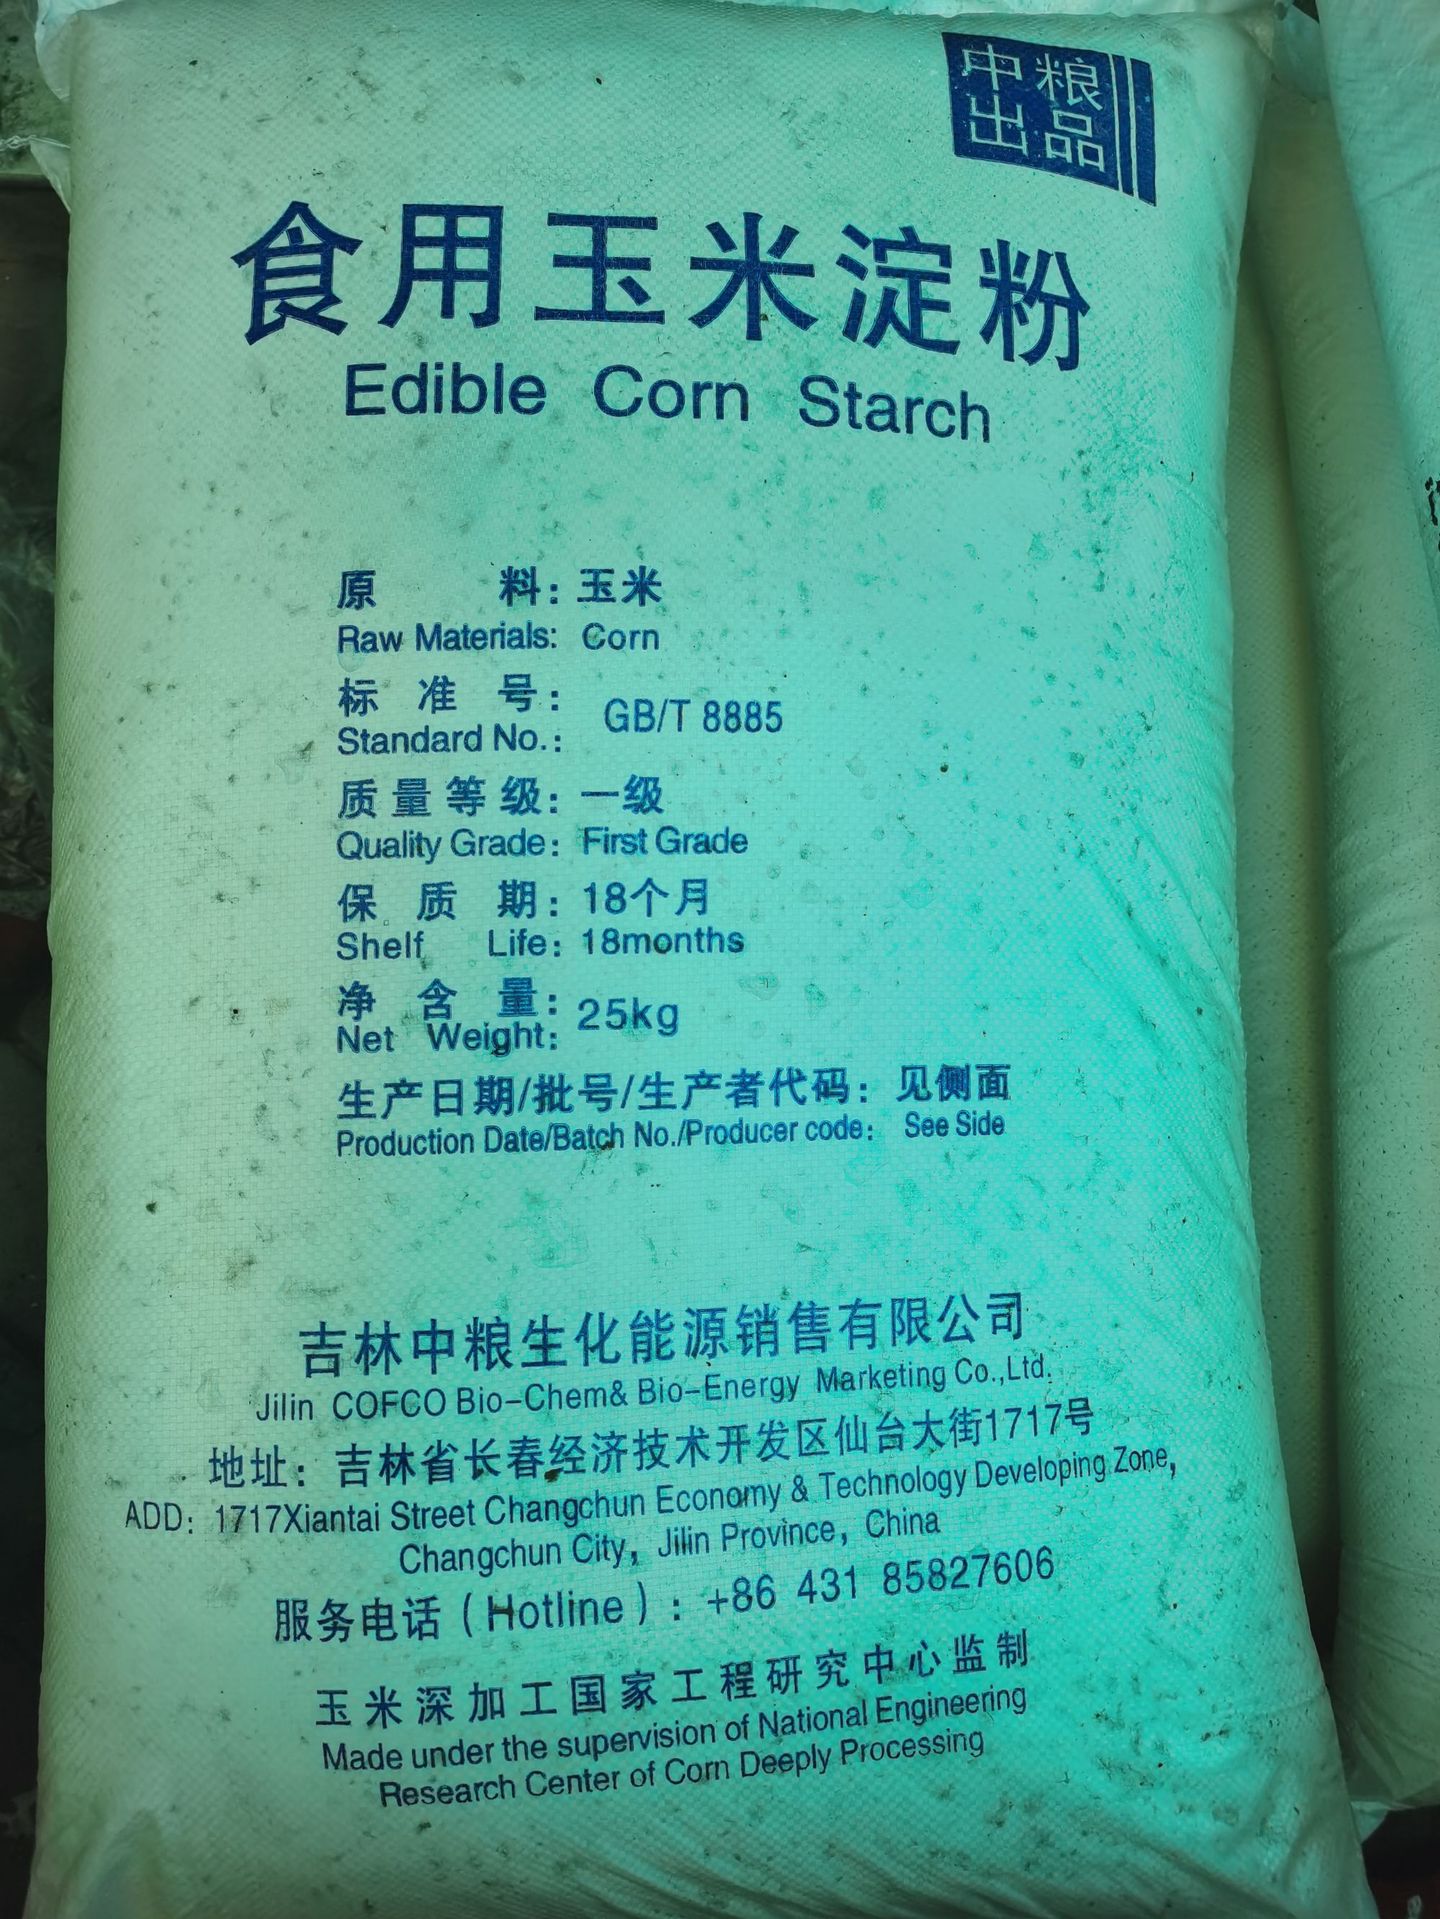 中粮
出品
食用玉米淀粉
Edible Corn Starch
原 料：玉米
Raw Materials: Corn
标 准 号：
Standard No.: GB/T 8885
质量等级：一级
Quality Grade: First Grade
保 质 期：18个月
Shelf Life: 18months
净 含 量：
Net Weight: 25kg
生产日期/批号/生产者代码：见侧面
Production Date/Batch No./Producer code: See Side
吉林中粮生化能源销售有限公司
Jilin COFCO Bio-Chem& Bio-Energy Marketing Co.,Ltd.
地址：吉林省长春经济技术开发区仙台大街1717号
ADD: 1717Xiantai Street Changchun Economy & Technology Developing Zone,
Changchun City, Jilin Province, China
服务电话（Hotline）: +86 431 85827606
玉米深加工国家工程研究中心监制
Made under the supervision of National Engineering
Research Center of Corn Deeply Processing